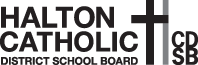 HALTON
CATHOLIC
DISTRICT SCHOOL BOARD
CD
SB